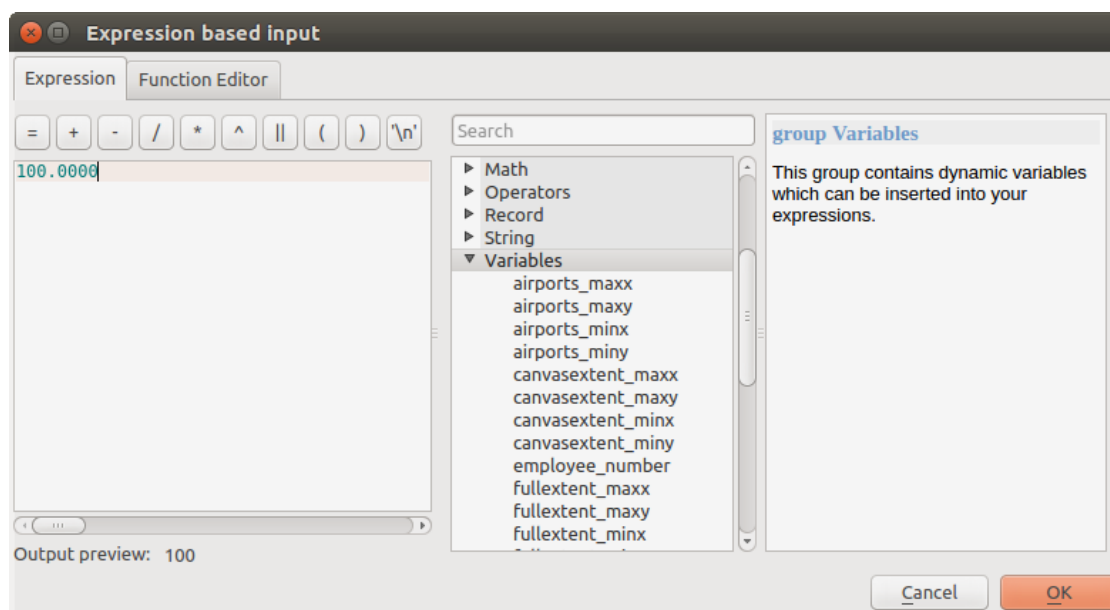 Expression based input
Expression
Function Editor
= + - / * ^ || ( ) '\n'
100.0000
Output preview: 100
Search
Math
Operators
Record
String
Variables
airports_maxx
airports_maxy
airports_minx
airports_miny
canvasextent_maxx
canvasextent_maxy
canvasextent_minx
canvasextent_miny
employee_number
fullextent_maxx
fullextent_maxy
fullextent_minx
group Variables
This group contains dynamic variables
which can be inserted into your
expressions.
Cancel
OK